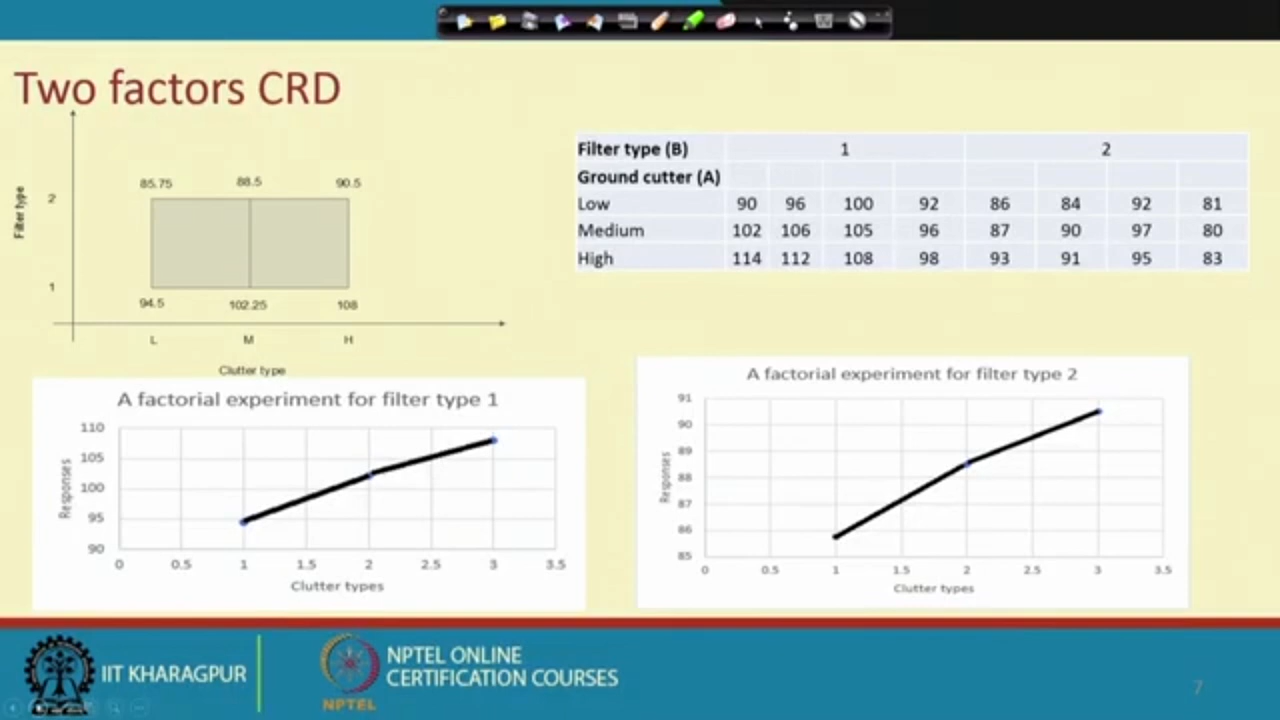 Two factors CRD
Filter type
2
1
85.75 88.5 90.5
94.5 102.25 108
L M H
Clutter type
Filter type (B) 1 2
Ground cutter (A)
Low 90 96 100 92 86 84 92 81
Medium 102 106 105 96 87 90 97 80
High 114 112 108 98 93 91 95 83
A factorial experiment for filter type 1
Responses
110
105
100
95
90
0 0.5 1 1.5 2 2.5 3 3.5
Clutter types
A factorial experiment for filter type 2
Responses
91
90
89
88
87
86
85
0 0.5 1 1.5 2 2.5 3 3.5
Clutter types
IIT KHARAGPUR
NPTEL
NPTEL ONLINE
CERTIFICATION COURSES
7